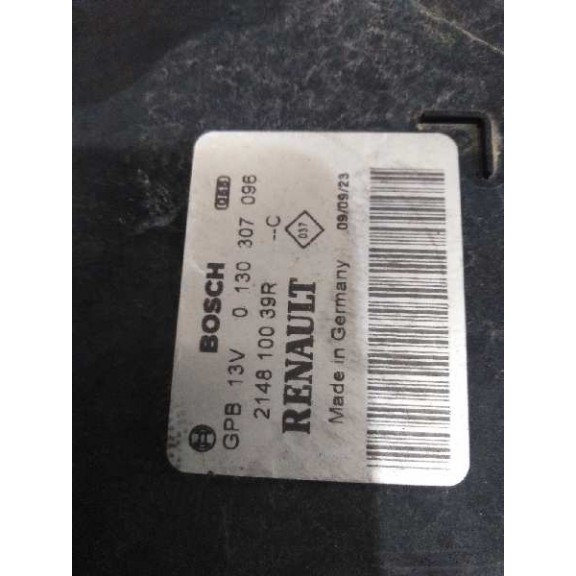 BOSCH
GPB 13V 0 130 307 096
2148 100 39R --C
RENAULT 037
Made in Germany 09/09/23